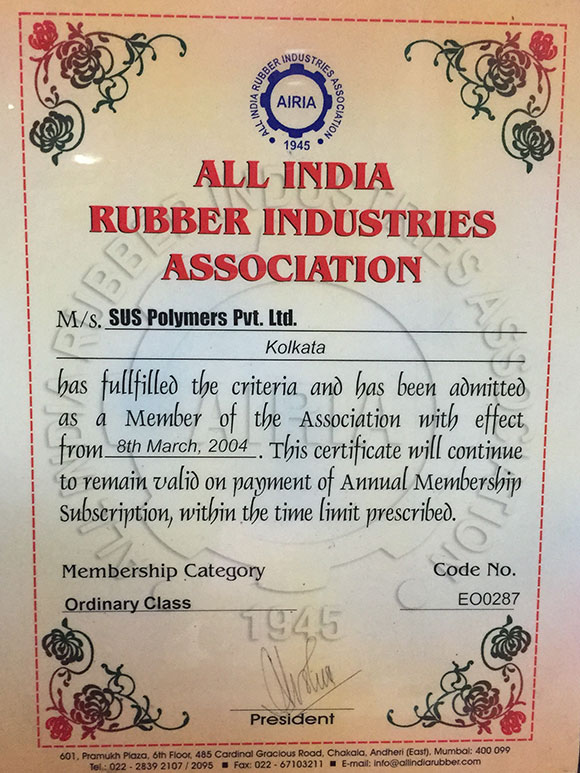 ALL INDIA RUBBER INDUSTRIES ASSOCIATION
AIRIA
1945
ALL INDIA
RUBBER INDUSTRIES
ASSOCIATION
M/s. SUS Polymers Pvt. Ltd.
Kolkata
has fullfilled the criteria and has been admitted
as a Member of the Association with effect
from 8th March, 2004. This certificate will continue
to remain valid on payment of Annual Membership
Subscription, within the time limit prescribed.
Membership Category Code No.
Ordinary Class EO0287
1945
President
601, Pramukh Plaza, 6th Floor, 485 Cardinal Gracious Road, Chakala, Andheri (East), Mumbai: 400 099
Tel.: 022 - 2839 2107 / 2095 ■ Fax: 022 - 67103211 ■ E-mail: info@allindiarubber.com